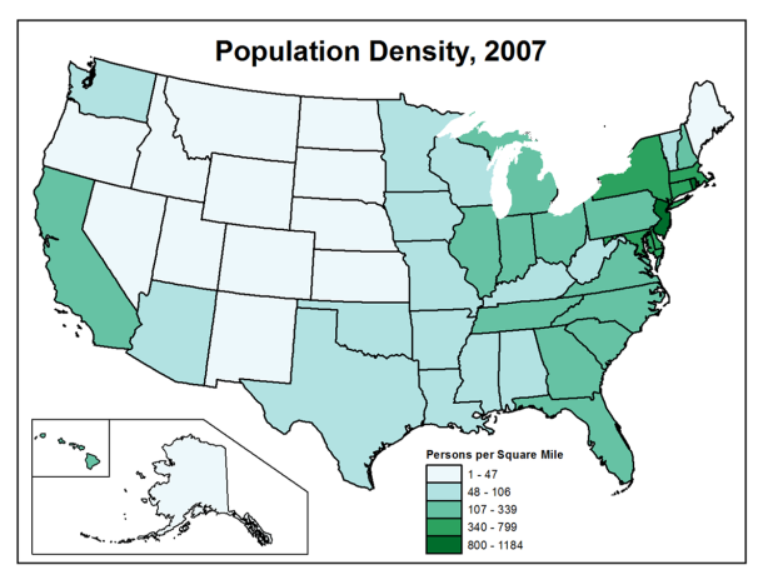 Population Density, 2007
Persons per Square Mile
1 - 47
48 - 106
107 - 339
340 - 799
800 - 1184